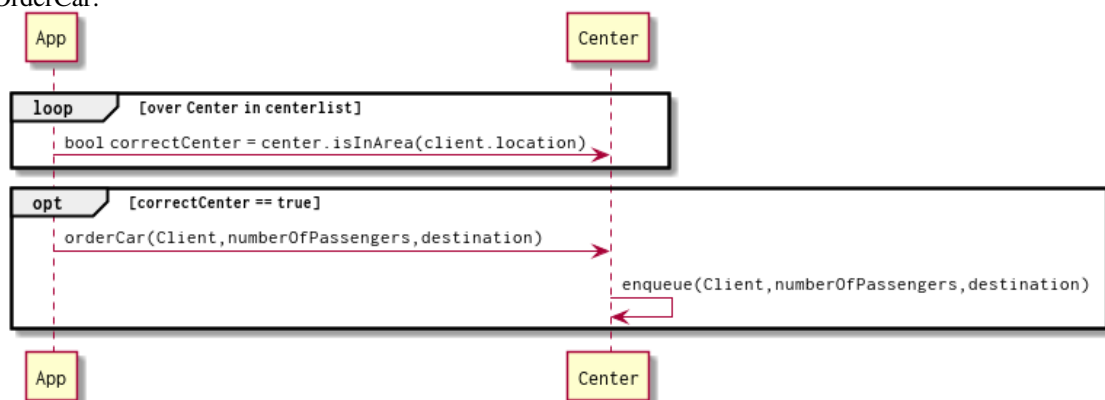 OrderCar:
App Center
loop [over Center in centerlist]
bool correctCenter = center.isInArea(client.location)
opt [correctCenter == true]
orderCar(Client,numberOfPassengers,destination)
enqueue(Client,numberOfPassengers,destination)
App Center